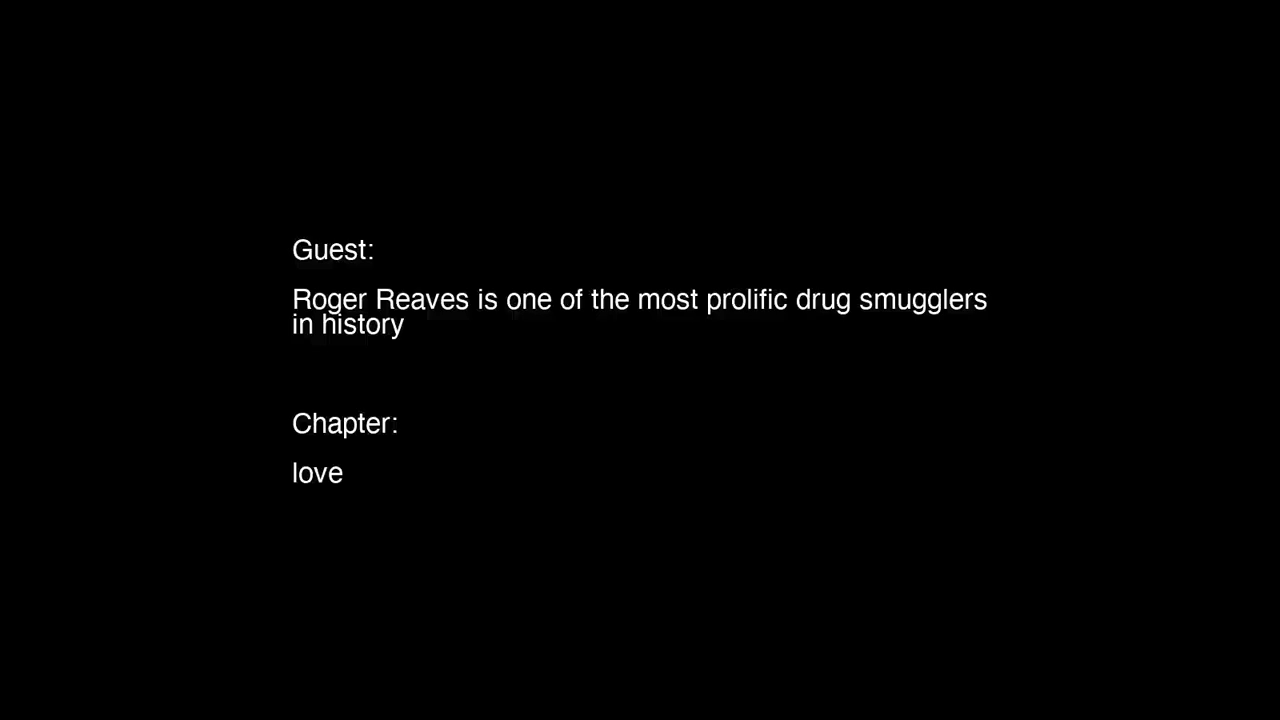 Guest:
Roger Reaves is one of the most prolific drug smugglers
in history
Chapter:
love